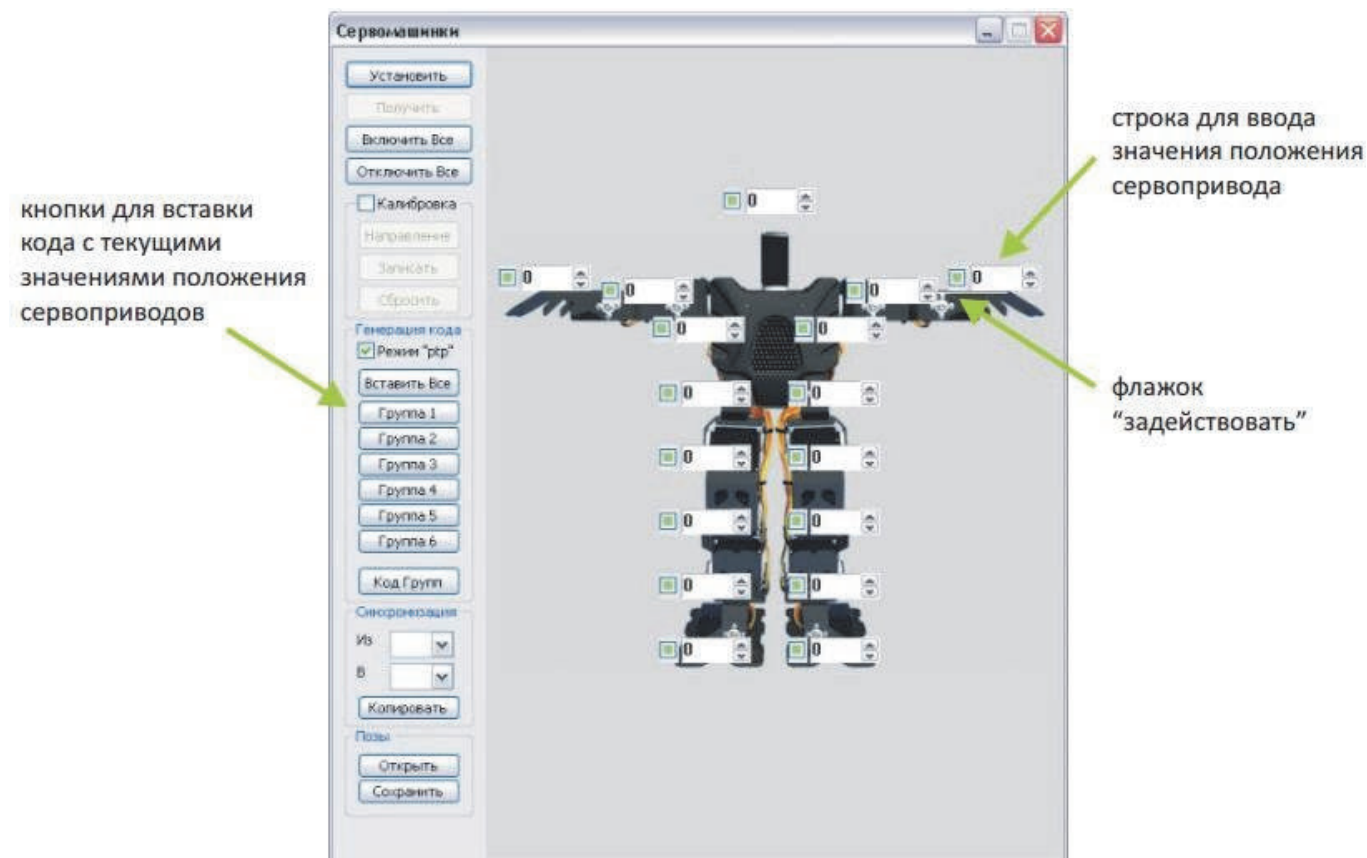 Сервомашинки
Установить
Получить
Включить Все
Отключить Все
Калибровка
Направление
Записать
Сбросить
Генерация кода
Режим "ptp"
Вставить Все
Группа 1
Группа 2
Группа 3
Группа 4
Группа 5
Группа 6
Код Групп
Синхронизация
Из
В
Копировать
Позы
Открыть
Сохранить
кнопки для вставки
кода с текущими
значениями положения
сервоприводов
0
0 0 0 0
0 0
0 0
0 0
0 0
0 0
0 0
строка для ввода
значения положения
сервопривода
флажок
“задействовать”